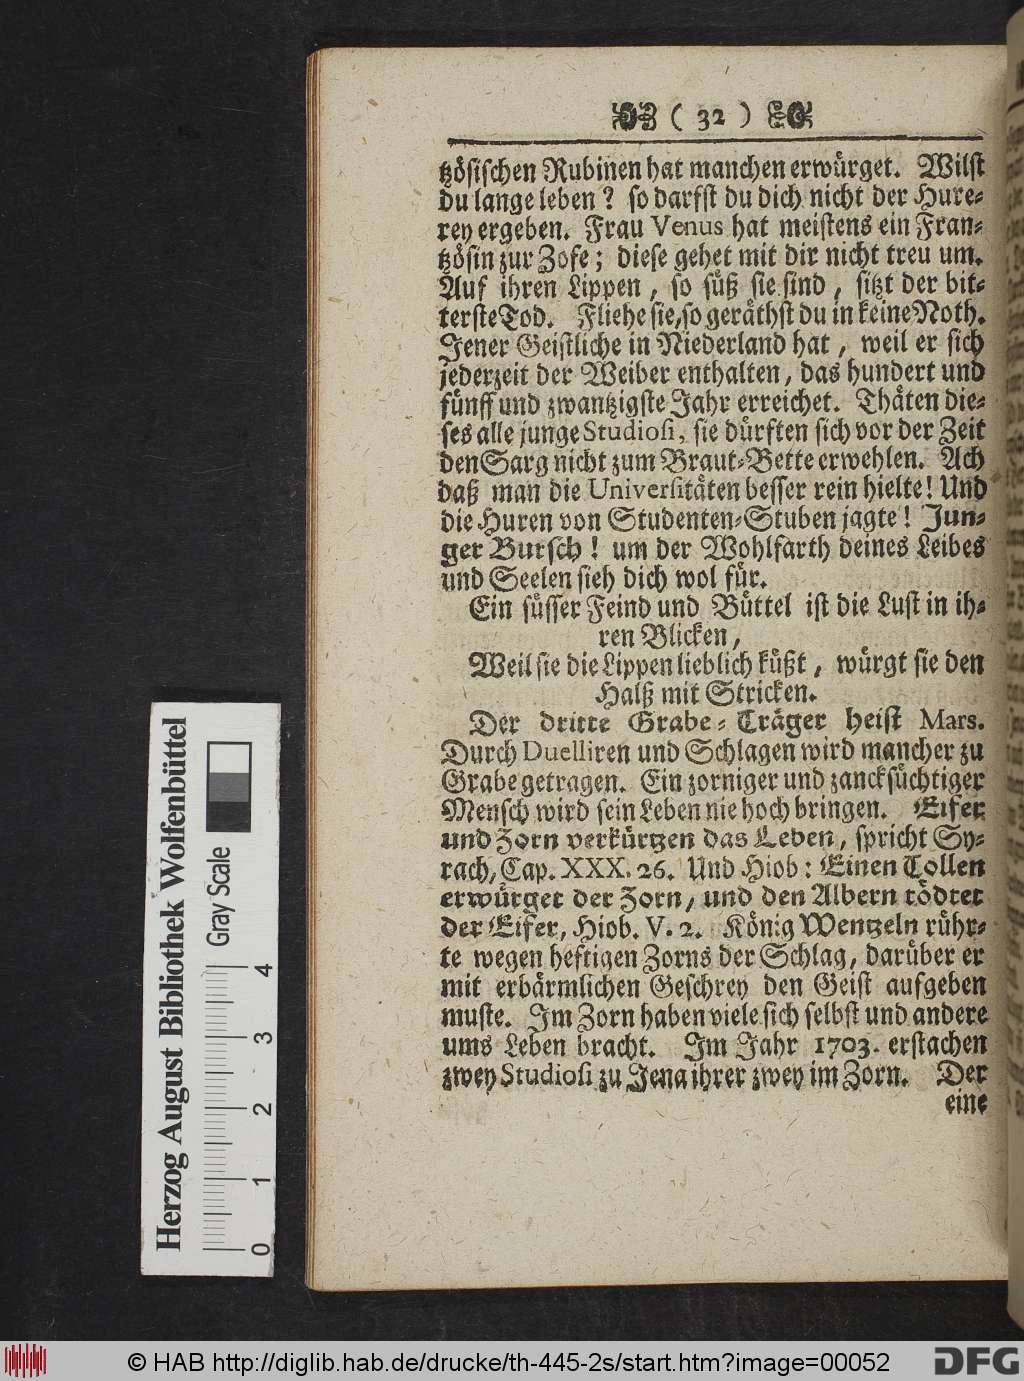 ( 32 )
tzösischen Rubinen hat manchen erwürget. Wilst
du lange leben? so darfst du dich nicht der Hure-
rey ergeben. Frau Venus hat meistens ein Fran-
tzösin zur Zofe; diese gehet mit dir nicht treu um.
Auf ihren Lippen, so süß sie sind, sitzt der bit-
terste Tod. Fliehe sie, so geräthst du in keine Noth.
Jener Geistliche in Niederland hat, weil er sich
jederzeit der Weiber enthalten, das hundert und
fünff und zwantzigste Jahr erreichet. Thäten die-
ses alle junge Studiosi, sie dürften sich vor der Zeit
den Sarg nicht zum Braut-Bette erwehlen. Ach
daß man die Universitäten besser rein hielte! Und
die Huren von Studenten-Stuben jagte! Jun-
ger Bursch! um der Wohlfarth deines Leibes
und Seelen sieh dich wol für.
Ein süsser Feind und Büttel ist die Lust in ih-
ren Blicken,
Weil sie die Lippen lieblich küßt, würgt sie den
Halß mit Stricken.
Der dritte Grabe-Träger heist Mars.
Durch Duelliren und Schlagen wird mancher zu
Grabe getragen. Ein zorniger und zancksüchtiger
Mensch wird sein Leben nie hoch bringen. Eifer
und Zorn verkürtzen das Leben, spricht Sy-
rach, Cap. XXX. 26. Und Hiob: Einen Tollen
erwürget der Zorn, und den Albern tödtet
der Eifer, Hiob. V. 2. König Wentzeln rühr-
te wegen heftigen Zorns der Schlag, darüber er
mit erbärmlichen Geschrey den Geist aufgeben
muste. Im Zorn haben viele sich selbst und andere
ums Leben bracht. Im Jahr 1703. erstachen
zwey Studiosi zu Jena ihrer zwey im Zorn. Der
eine
Herzog August Bibliothek Wolfenbüttel
Gray Scale
0 1 2 3 4
© HAB http://diglib.hab.de/drucke/th-445-2s/start.htm?image=00052
DFG